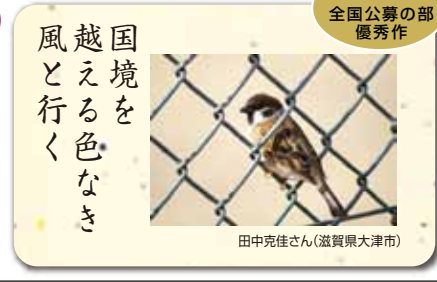 全国公募の部
優秀作
国境を
越える色なき
風と行く
田中克佳さん(滋賀県大津市)